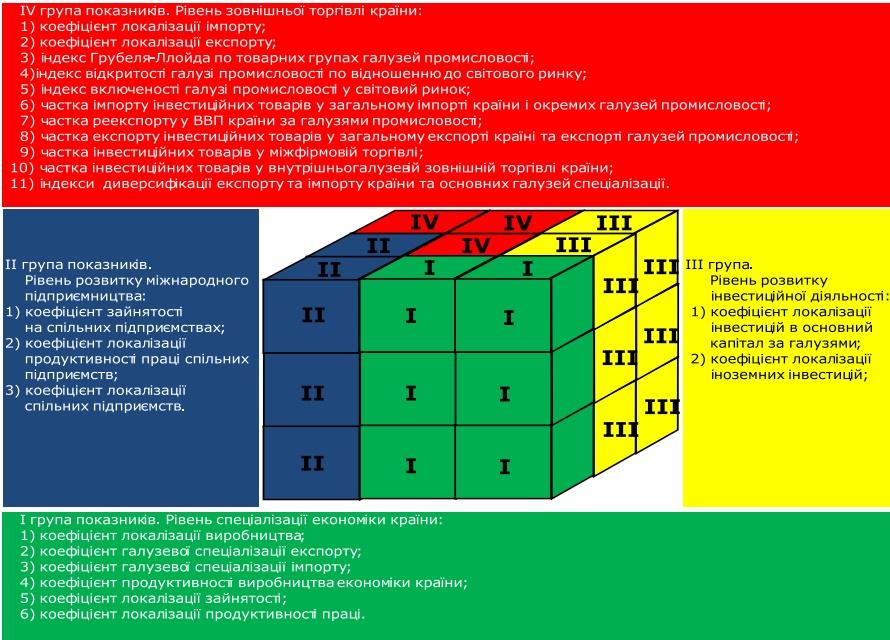 IV група показників. Рівень зовнішньої торгівлі країни:
1) коефіцієнт локалізації імпорту;
2) коефіцієнт локалізації експорту;
3) індекс Грубеля-Ллойда по товарних групах галузей промисловості;
4)індекс відкритості галузі промисловості по відношенню до світового ринку;
5) індекс включеності галузі промисловості у світовий ринок;
6) частка імпорту інвестиційних товарів у загальному імпорті країни і окремих галузей промисловості;
7) частка реекспорту у ВВП країни за галузями промисловості;
8) частка експорту інвестиційних товарів у загальному експорті країні та експорті галузей промисловості;
9) частка інвестиційних товарів у міжфірмовій торгівлі;
10) частка інвестиційних товарів у внутрішньогалузевій зовнішній торгівлі країни;
11) індекси диверсифікації експорту та імпорту країни та основних галузей спеціалізації.
II група показників.
Рівень розвитку міжнародного
підприємництва:
1) коефіцієнт зайнятості
на спільних підприємствах;
2) коефіцієнт локалізації
продуктивності праці спільних
підприємств;
3) коефіцієнт локалізації
спільних підприємств.
IV IV III
II IV III
II I I III III
II I I III III
II I I III III
II I I
III група.
Рівень розвитку
інвестиційної діяльності:
1) коефіцієнт локалізації
інвестицій в основний
капітал за галузями;
2) коефіцієнт локалізації
іноземних інвестицій;
I група показників. Рівень спеціалізації економіки країни:
1) коефіцієнт локалізації виробництва;
2) коефіцієнт галузевої спеціалізації експорту;
3) коефіцієнт галузевої спеціалізації імпорту;
4) коефіцієнт продуктивності виробництва економіки країни;
5) коефіцієнт локалізації зайнятості;
6) коефіцієнт локалізації продуктивності праці.